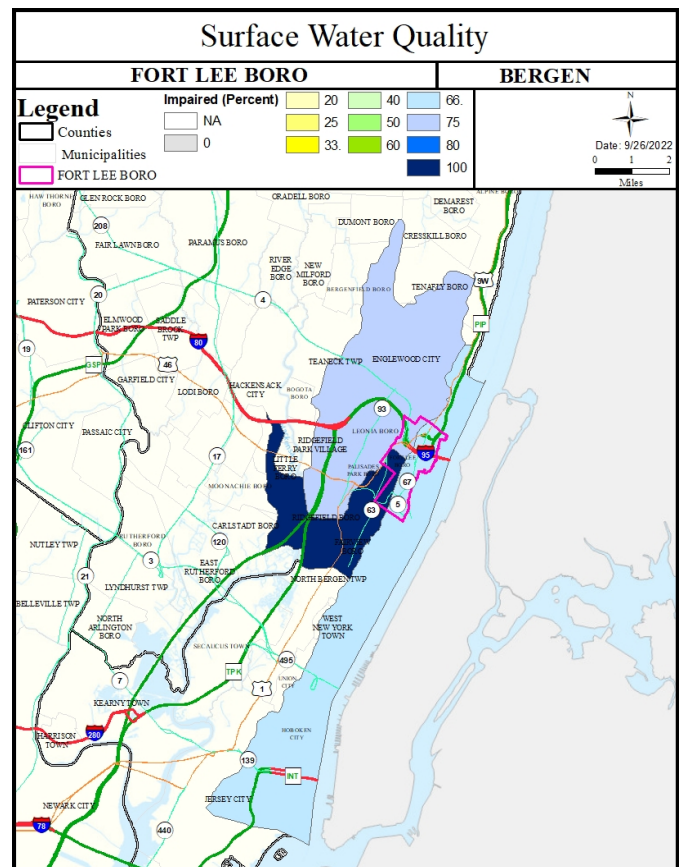 Surface Water Quality
FORT LEE BORO
BERGEN
Legend
Counties
Municipalities
FORT LEE BORO
Impaired (Percent)
NA
0
20
25
33.
40
50
60
66.
75
80
100
N
Date: 9/26/2022
0 1 2
Miles
HAWTHORNE
BORO
GLEN ROCK BORO
ORADELL BORO
ALPINE BORO
DEMAREST
BORO
DUMONT BORO
CRESSKILL BORO
208
FAIR LAWN BORO
PARAMUS BORO
RIVER
EDGE
BORO
NEW
MILFORD
BORO
BERGENFIELD BORO
TENAFLY BORO
9W
20
4
PATERSON CITY
ELMWOOD
PARK BORO
SADDLE
BROOK
TWP
PIP
80
19
GSP
46
GARFIELD CITY
TEANECK TWP
ENGLEWOOD CITY
LODI BORO
HACKENSACK
CITY
BOGOTA
BORO
93
CLIFTON CITY
PASSAIC CITY
LEONIA BORO
161
17
RIDGEFIELD
PARK VILLAGE
95
LITTLE
FERRY
BORO
PALISADES
PARK BORO
67
MOONACHIE BORO
5
63
CARLSTADT BORO
RIDGEFIELD BORO
RUTHERFORD
BORO
120
NUTLEY TWP
3
EAST
RUTHERFORD
BORO
FAIRVIEW
BORO
21
LYNDHURST TWP
NORTH BERGEN TWP
BELLEVILLE TWP
NORTH
ARLINGTON
BORO
WEST
NEW YORK
TOWN
SECAUCUS TOWN
495
7
TPK
UNION
CITY
1
KEARNY TOWN
HARRISON
TOWN
280
HOBOKEN
CITY
139
INT
JERSEY CITY
NEWARK CITY
78
440